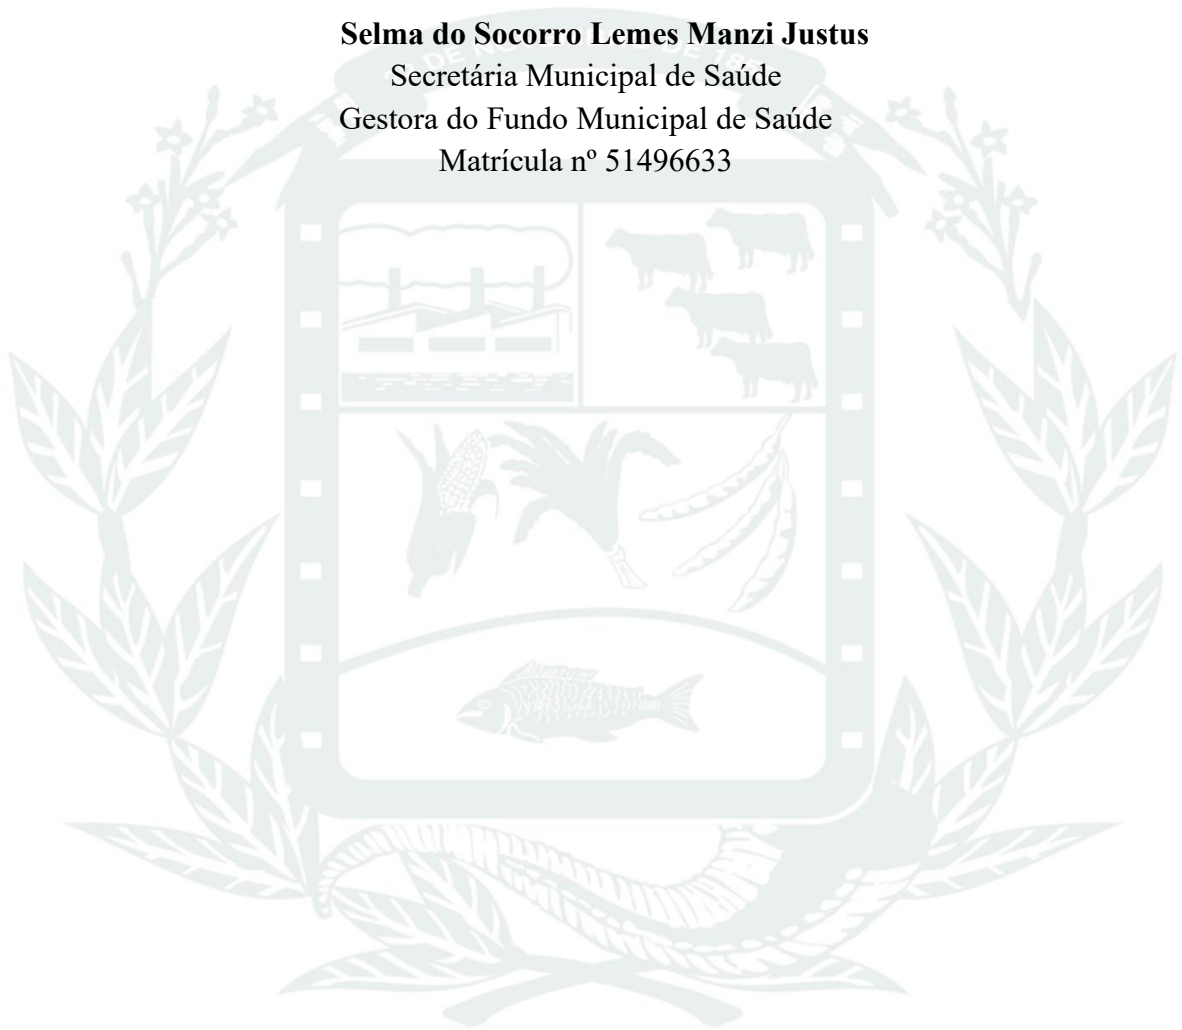 Selma do Socorro Lemes Manzi Justus
Secretária Municipal de Saúde
Gestora do Fundo Municipal de Saúde
Matrícula nº 51496633